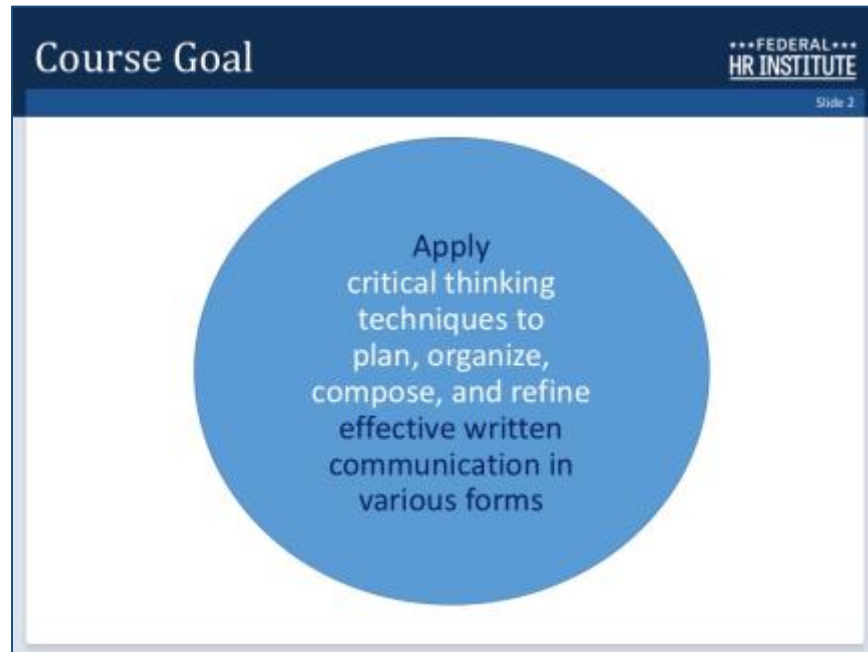 Course Goal
★★★FEDERAL★★★
HR INSTITUTE
Slide 2
Apply
critical thinking
techniques to
plan, organize,
compose, and refine
effective written
communication in
various forms